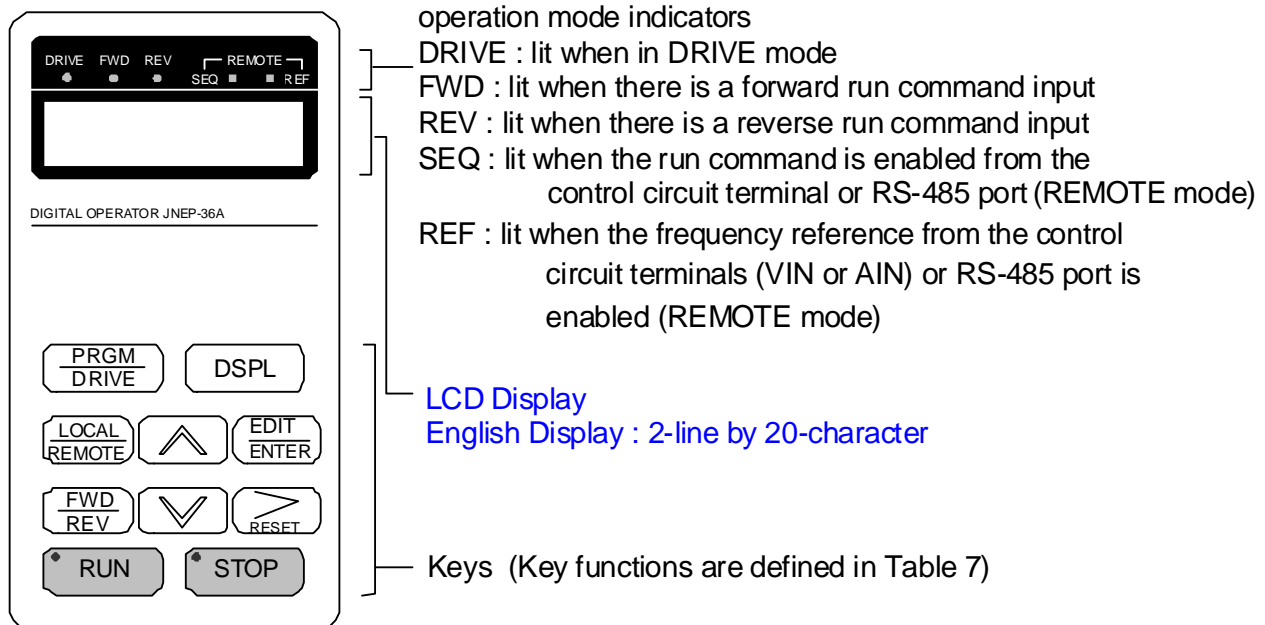 operation mode indicators
DRIVE : lit when in DRIVE mode
FWD : lit when there is a forward run command input
REV : lit when there is a reverse run command input
SEQ : lit when the run command is enabled from the
control circuit terminal or RS-485 port (REMOTE mode)
REF : lit when the frequency reference from the control
circuit terminals (VIN or AIN) or RS-485 port is
enabled (REMOTE mode)
DRIVE FWD REV REMOTE
SEQ REF
DIGITAL OPERATOR JNEP-36A
PRGM
DRIVE
DSPL
LOCAL
REMOTE
EDIT
ENTER
FWD
REV
RESET
RUN STOP
LCD Display
English Display : 2-line by 20-character
Keys (Key functions are defined in Table 7)